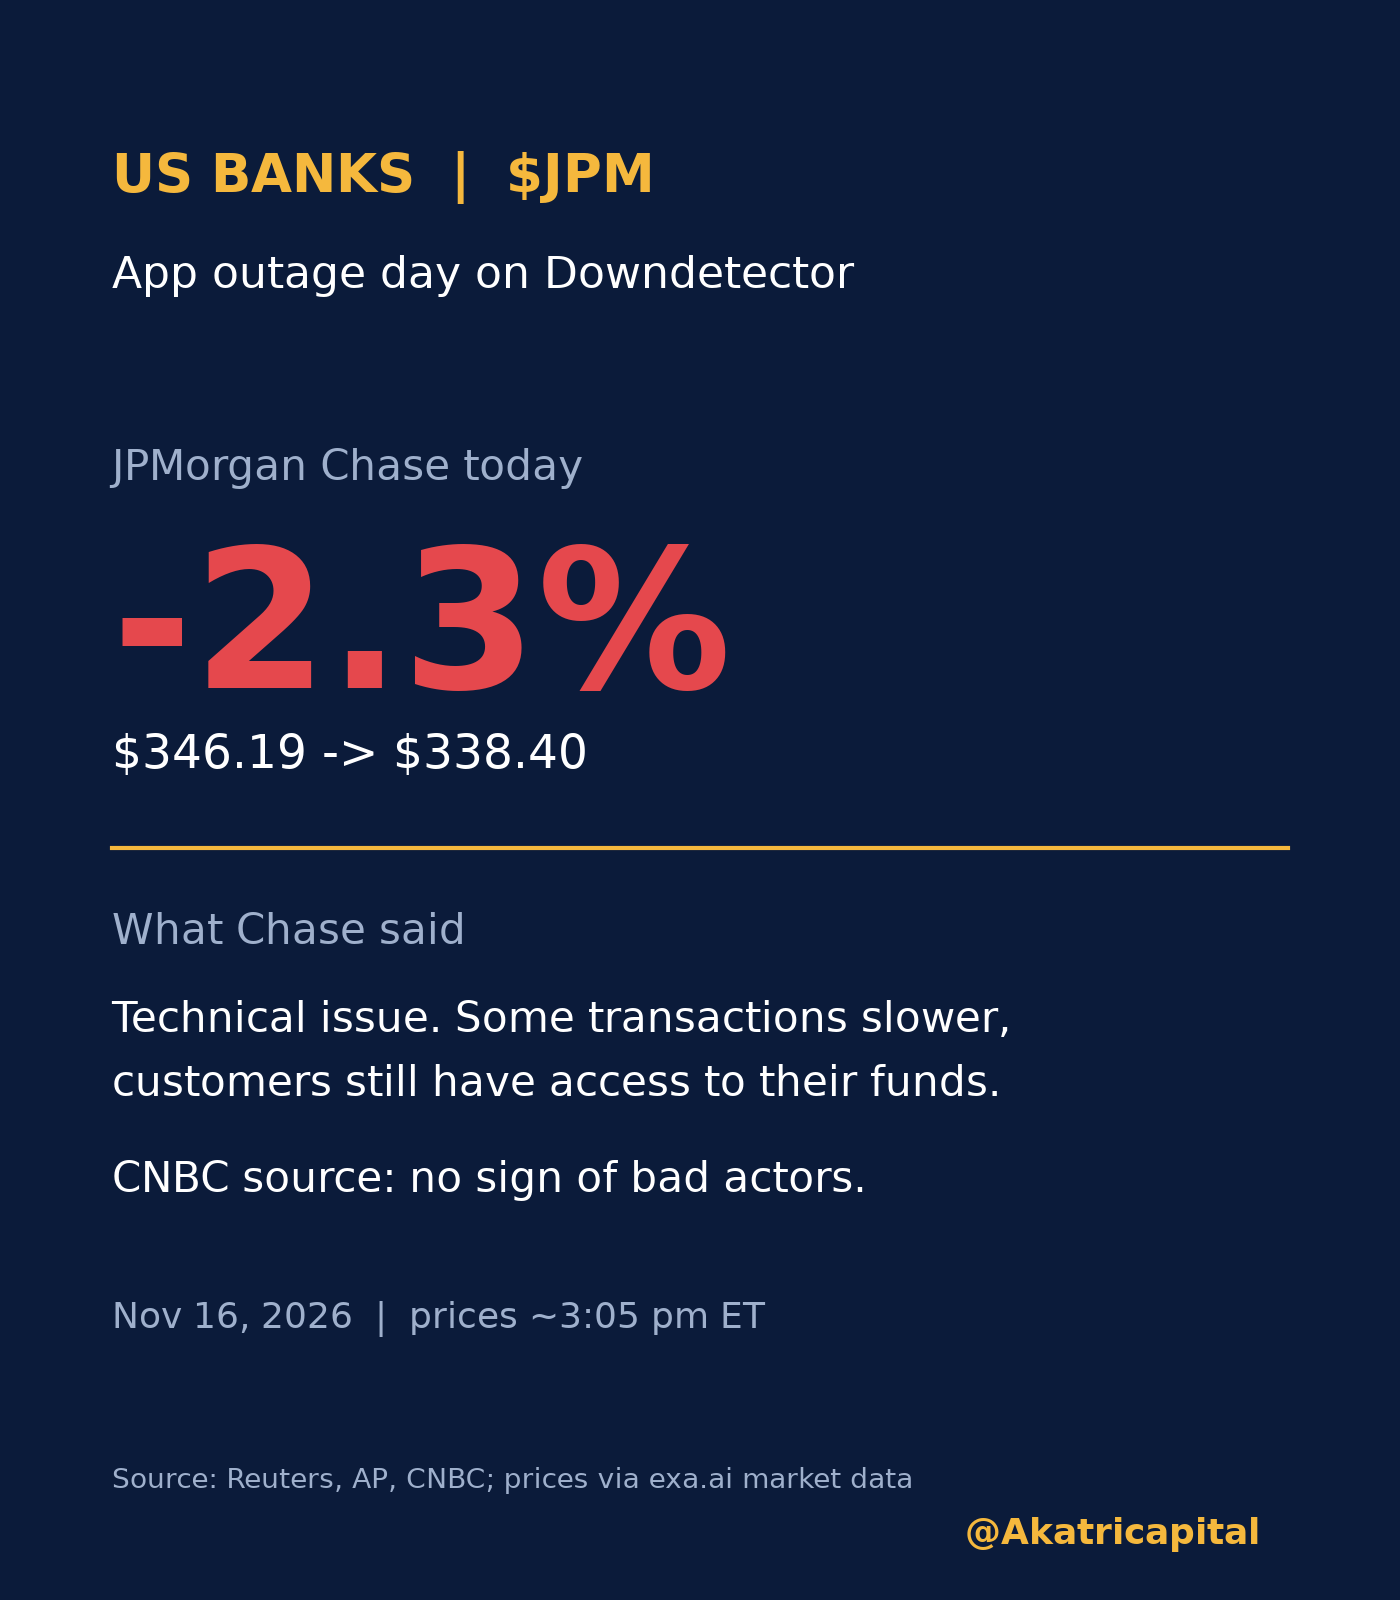 US BANKS | $JPM
App outage day on Downdetector
JPMorgan Chase today
-2.3%
$346.19 -> $338.40
What Chase said
Technical issue. Some transactions slower,
customers still have access to their funds.
CNBC source: no sign of bad actors.
Nov 16, 2026 | prices ~3:05 pm ET
Source: Reuters, AP, CNBC; prices via exa.ai market data
@Akatricapital